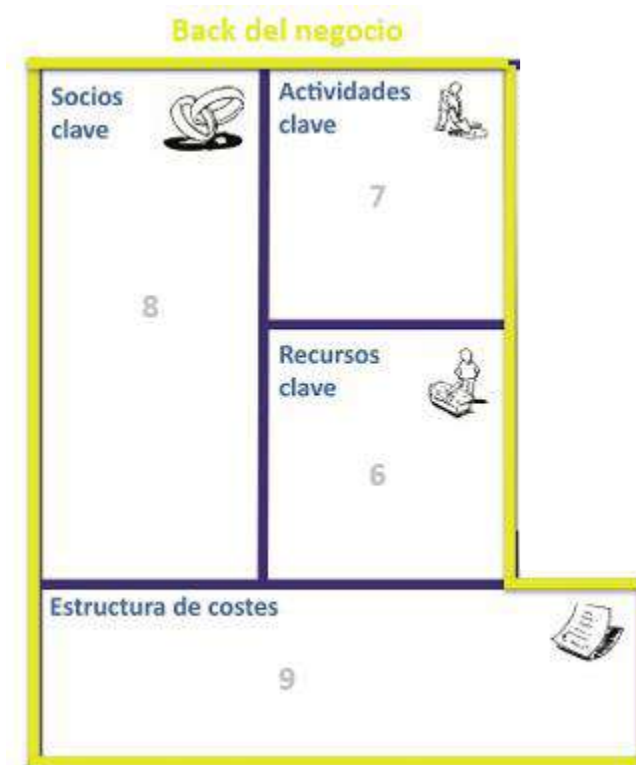 Back del negocio
Socios
clave
8
Actividades
clave
7
Recursos
clave
6
Estructura de costes
9